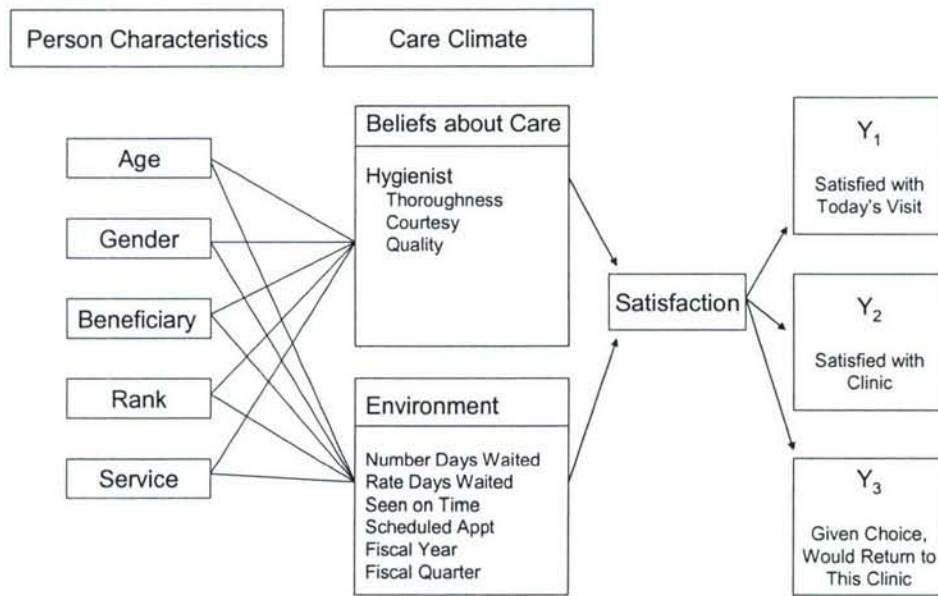 Person Characteristics
Care Climate
Age
Gender
Beneficiary
Rank
Service
Beliefs about Care
Hygienist
Thoroughness
Courtesy
Quality
Environment
Number Days Waited
Rate Days Waited
Seen on Time
Scheduled Appt
Fiscal Year
Fiscal Quarter
Satisfaction
Y₁
Satisfied with
Today's Visit
Y₂
Satisfied with
Clinic
Y₃
Given Choice,
Would Return to
This Clinic